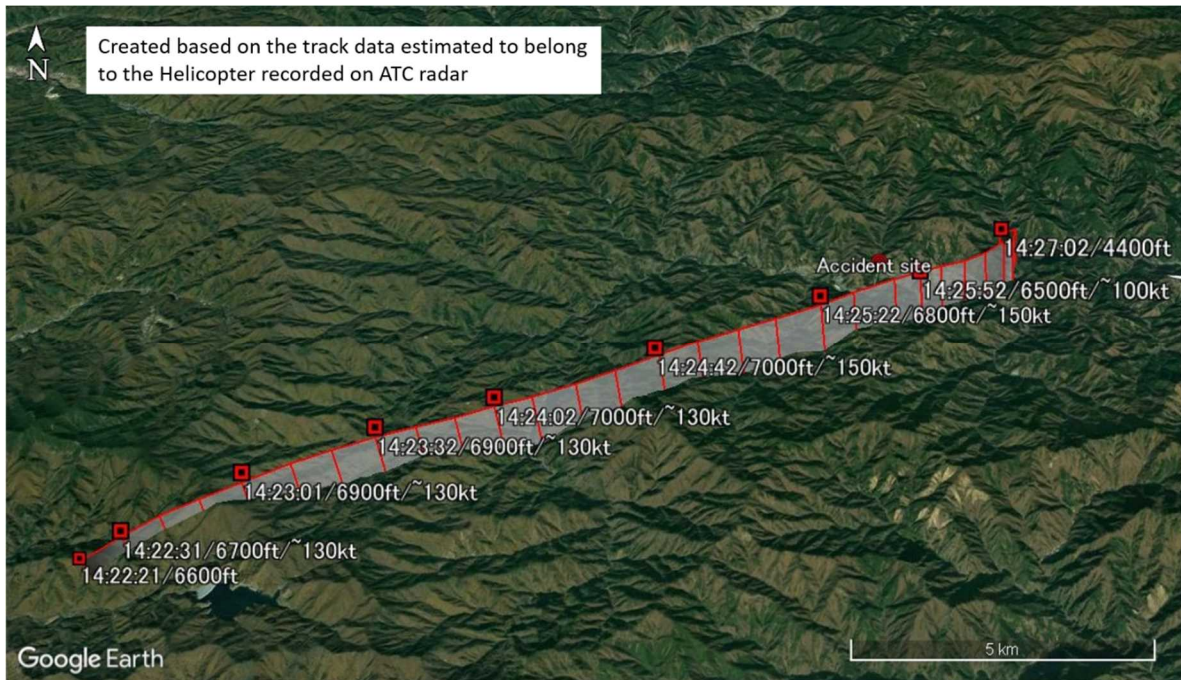 Created based on the track data estimated to belong
to the Helicopter recorded on ATC radar
N
14:27:02/4400ft
Accident site
14:25:52/6500ft/~100kt
14:25:22/6800ft/~150kt
14:24:42/7000ft/~150kt
14:24:02/7000ft/~130kt
14:23:32/6900ft/~130kt
14:23:01/6900ft/~130kt
14:22:31/6700ft/~130kt
14:22:21/6600ft
Google Earth
5 km